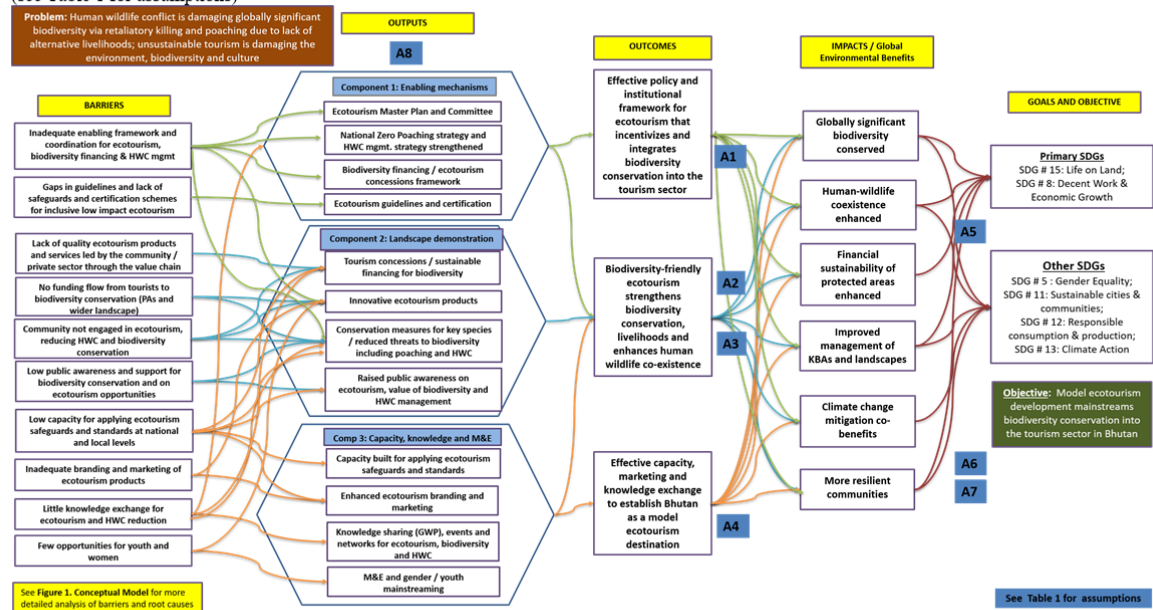 Problem: Human wildlife conflict is damaging globally significant
biodiversity via retaliatory killing and poaching due to lack of
alternative livelihoods; unsustainable tourism is damaging the
environment, biodiversity and culture
OUTPUTS
A8
BARRIERS
Inadequate enabling framework and
coordination for ecotourism,
biodiversity financing & HWC mgmt
Gaps in guidelines and lack of
safeguards and certification schemes
for inclusive low impact ecotourism
Lack of quality ecotourism products
and services led by the community /
private sector through the value chain
No funding flow from tourists to
biodiversity conservation (PAs and
wider landscape)
Community not engaged in ecotourism,
reducing HWC and biodiversity
conservation
Low public awareness and support for
biodiversity conservation and on
ecotourism opportunities
Low capacity for applying ecotourism
safeguards and standards at national
and local levels
Inadequate branding and marketing of
ecotourism products
Little knowledge exchange for
ecotourism and HWC reduction
Few opportunities for youth and
women
See Figure 1. Conceptual Model for more
detailed analysis of barriers and root causes
Component 1: Enabling mechanisms
Ecotourism Master Plan and Committee
National Zero Poaching strategy and
HWC mgmt. strategy strengthened
Biodiversity financing / ecotourism
concessions framework
Ecotourism guidelines and certification
Component 2: Landscape demonstration
Tourism concessions / sustainable
financing for biodiversity
Innovative ecotourism products
Conservation measures for key species
/ reduced threats to biodiversity
including poaching and HWC
Raised public awareness on
ecotourism, value of biodiversity and
HWC management
Comp 3: Capacity, knowledge and M&E
Capacity built for applying ecotourism
safeguards and standards
Enhanced ecotourism branding and
marketing
Knowledge sharing (GWP), events and
networks for ecotourism, biodiversity
and HWC
M&E and gender / youth
mainstreaming
OUTCOMES
Effective policy and
institutional
framework for
ecotourism that
incentivizes and
integrates
biodiversity
conservation into the
tourism sector
A1
Biodiversity-friendly
ecotourism
strengthens
biodiversity
conservation,
livelihoods and
enhances human
wildlife co-existence
A2
A3
Effective capacity,
marketing and
knowledge exchange
to establish Bhutan
as a model
ecotourism
destination
A4
IMPACTS / Global
Environmental Benefits
Globally significant
biodiversity
conserved
Human-wildlife
coexistence
enhanced
Financial
sustainability of
protected areas
enhanced
Improved
management of
KBAs and landscapes
Climate change
mitigation co-
benefits
More resilient
communities
A5
A6
A7
GOALS AND OBJECTIVE
Primary SDGs
SDG # 15: Life on Land;
SDG # 8: Decent Work &
Economic Growth
Other SDGs
SDG # 5 : Gender Equality;
SDG # 11: Sustainable cities &
communities;
SDG # 12: Responsible
consumption & production;
SDG # 13: Climate Action
Objective: Model ecotourism
development mainstreams
biodiversity conservation into
the tourism sector in Bhutan
See Table 1 for assumptions